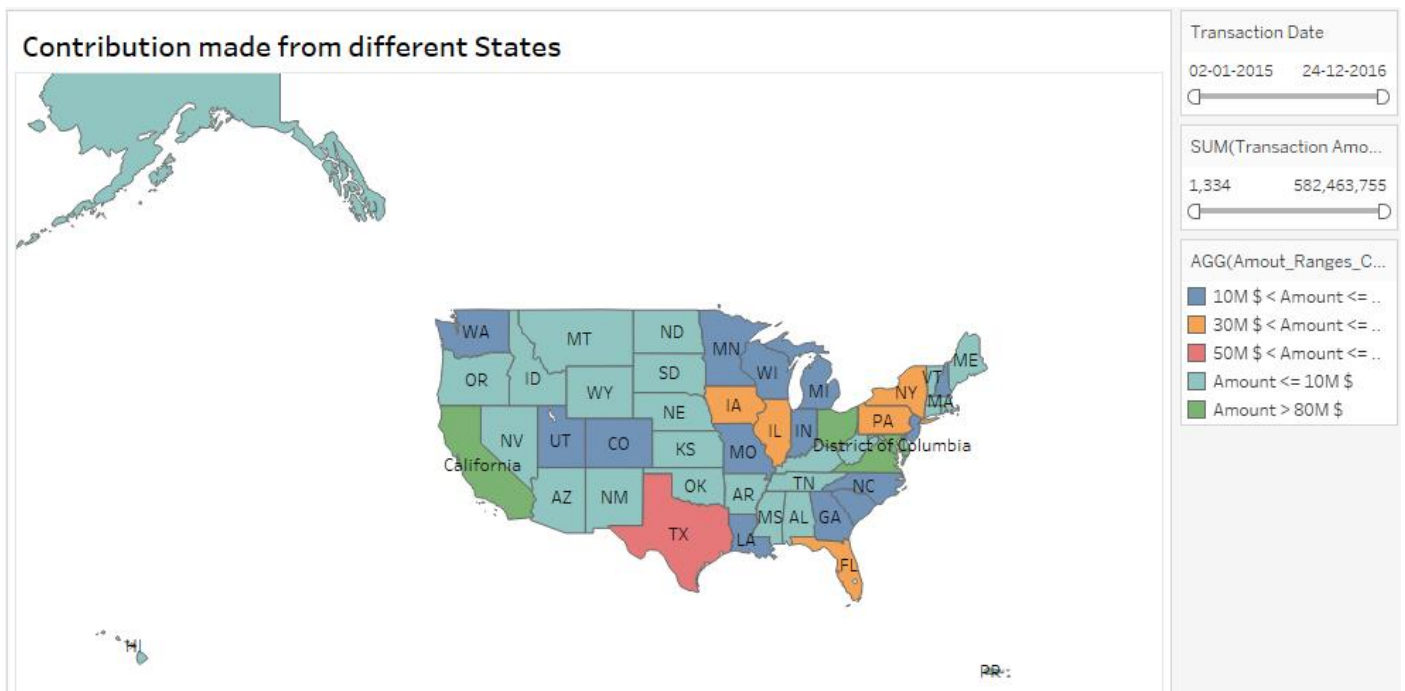 Contribution made from different States
Transaction Date
02-01-2015 24-12-2016
SUM(Transaction Amo...
1,334 582,463,755
AGG(Amout_Ranges_C...
10M $ < Amount <= ..
30M $ < Amount <= ..
50M $ < Amount <= ..
Amount <= 10M $
Amount > 80M $
WA MT ND MN
OR ID WY SD WI MI VT ME
NE IA NY MA
NV UT CO KS MO IL IN PA
California District of Columbia
AZ NM OK AR TN NC
TX LA MS AL GA
FL
HI PR